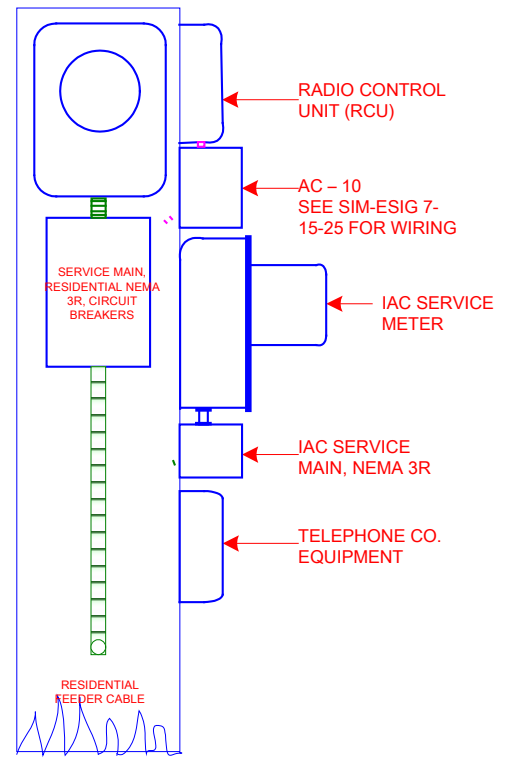 RADIO CONTROL
UNIT (RCU)
AC – 10
SEE SIM-ESIG 7-
15-25 FOR WIRING
SERVICE MAIN,
RESIDENTIAL NEMA
3R, CIRCUIT
BREAKERS
IAC SERVICE
METER
IAC SERVICE
MAIN, NEMA 3R
TELEPHONE CO.
EQUIPMENT
RESIDENTIAL
FEEDER CABLE